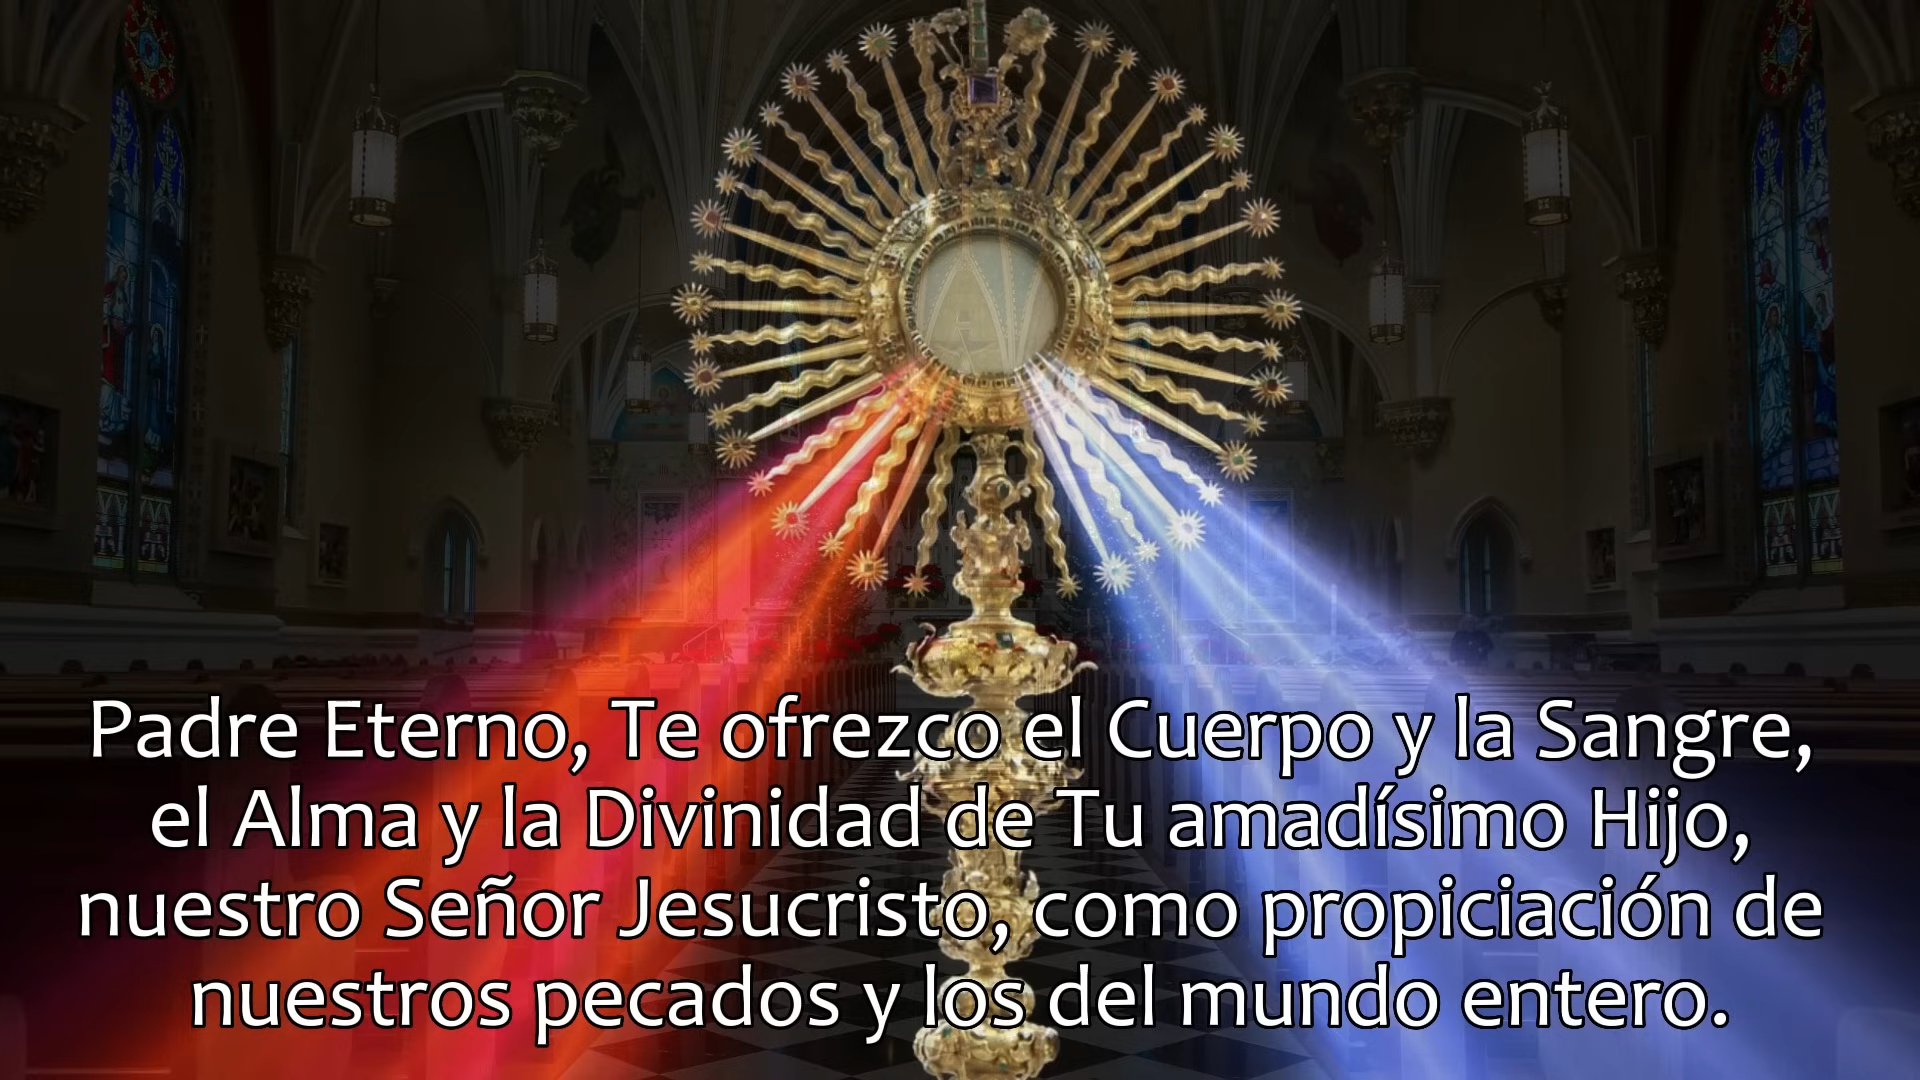 Padre Eterno, Te ofrezco el Cuerpo y la Sangre,
el Alma y la Divinidad de Tu amadísimo Hijo,
nuestro Señor Jesucristo, como propiciación de
nuestros pecados y los del mundo entero.